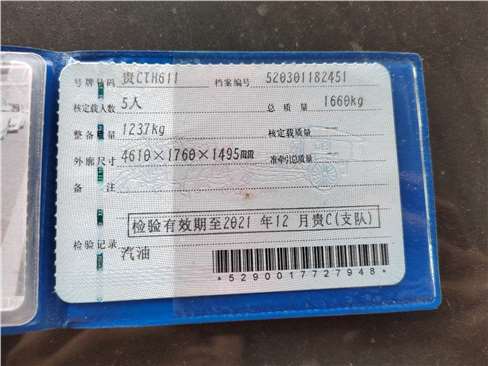 号牌号码 贵CTH611 档案编号 520301182451
核定载人数 5人 总质量 1660kg
整备质量 1237kg 核定载质量
外廓尺寸 4610×1760×1495mm 准牵引总质量
备注
检验有效期至2021年12月贵C(支队)
检验记录 汽油
*5290017727948*